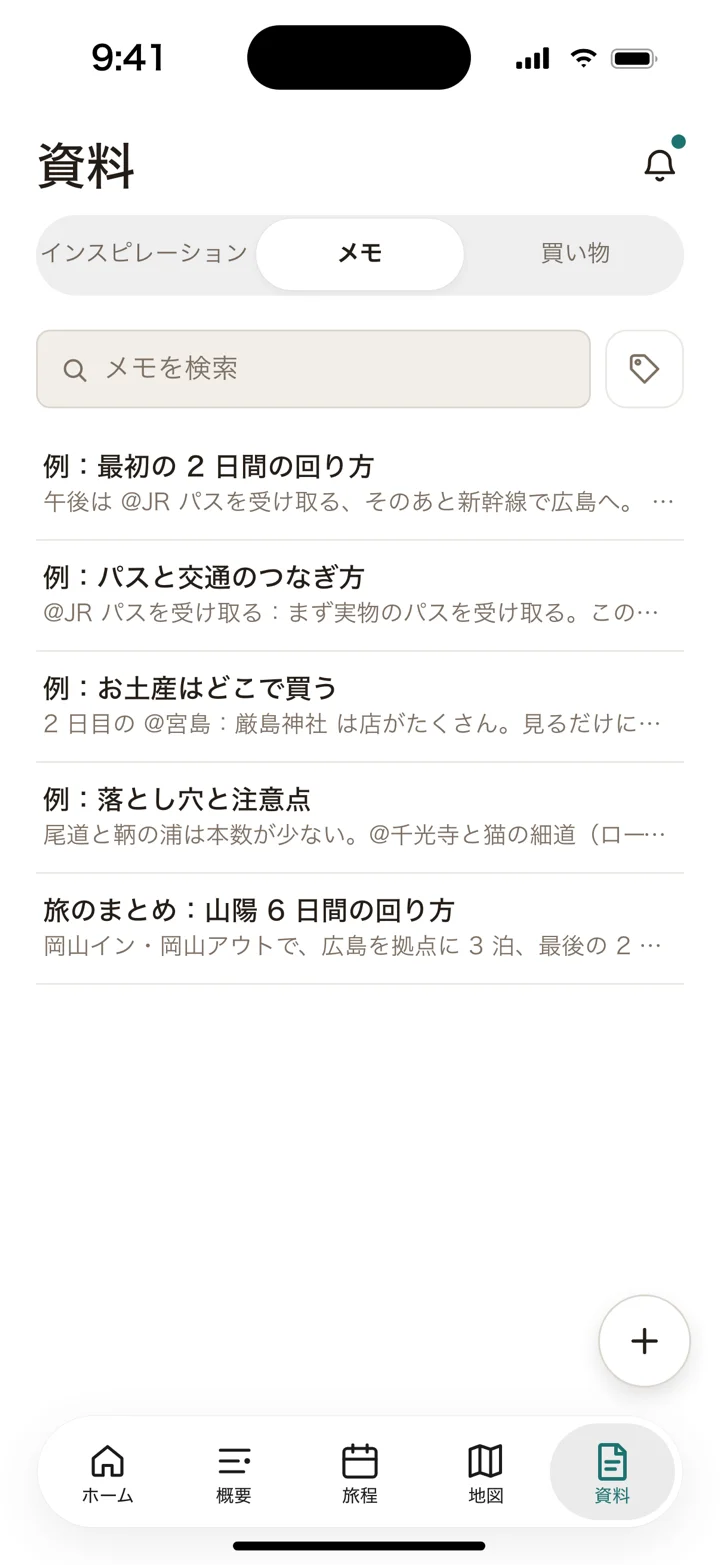 9:41
資料
インスピレーション
メモ
買い物
メモを検索
例：最初の 2 日間の回り方
午後は @JR パスを受け取る、そのあと新幹線で広島へ。 …
例：パスと交通のつなぎ方
@JR パスを受け取る：まず実物のパスを受け取る。この…
例：お土産はどこで買う
2 日目の @宮島：厳島神社 は店がたくさん。見るだけに…
例：落とし穴と注意点
尾道と鞆の浦は本数が少ない。@千光寺と猫の細道（ロー…
旅のまとめ：山陽 6 日間の回り方
岡山イン・岡山アウトで、広島を拠点に 3 泊、最後の 2 …
ホーム
概要
旅程
地図
資料